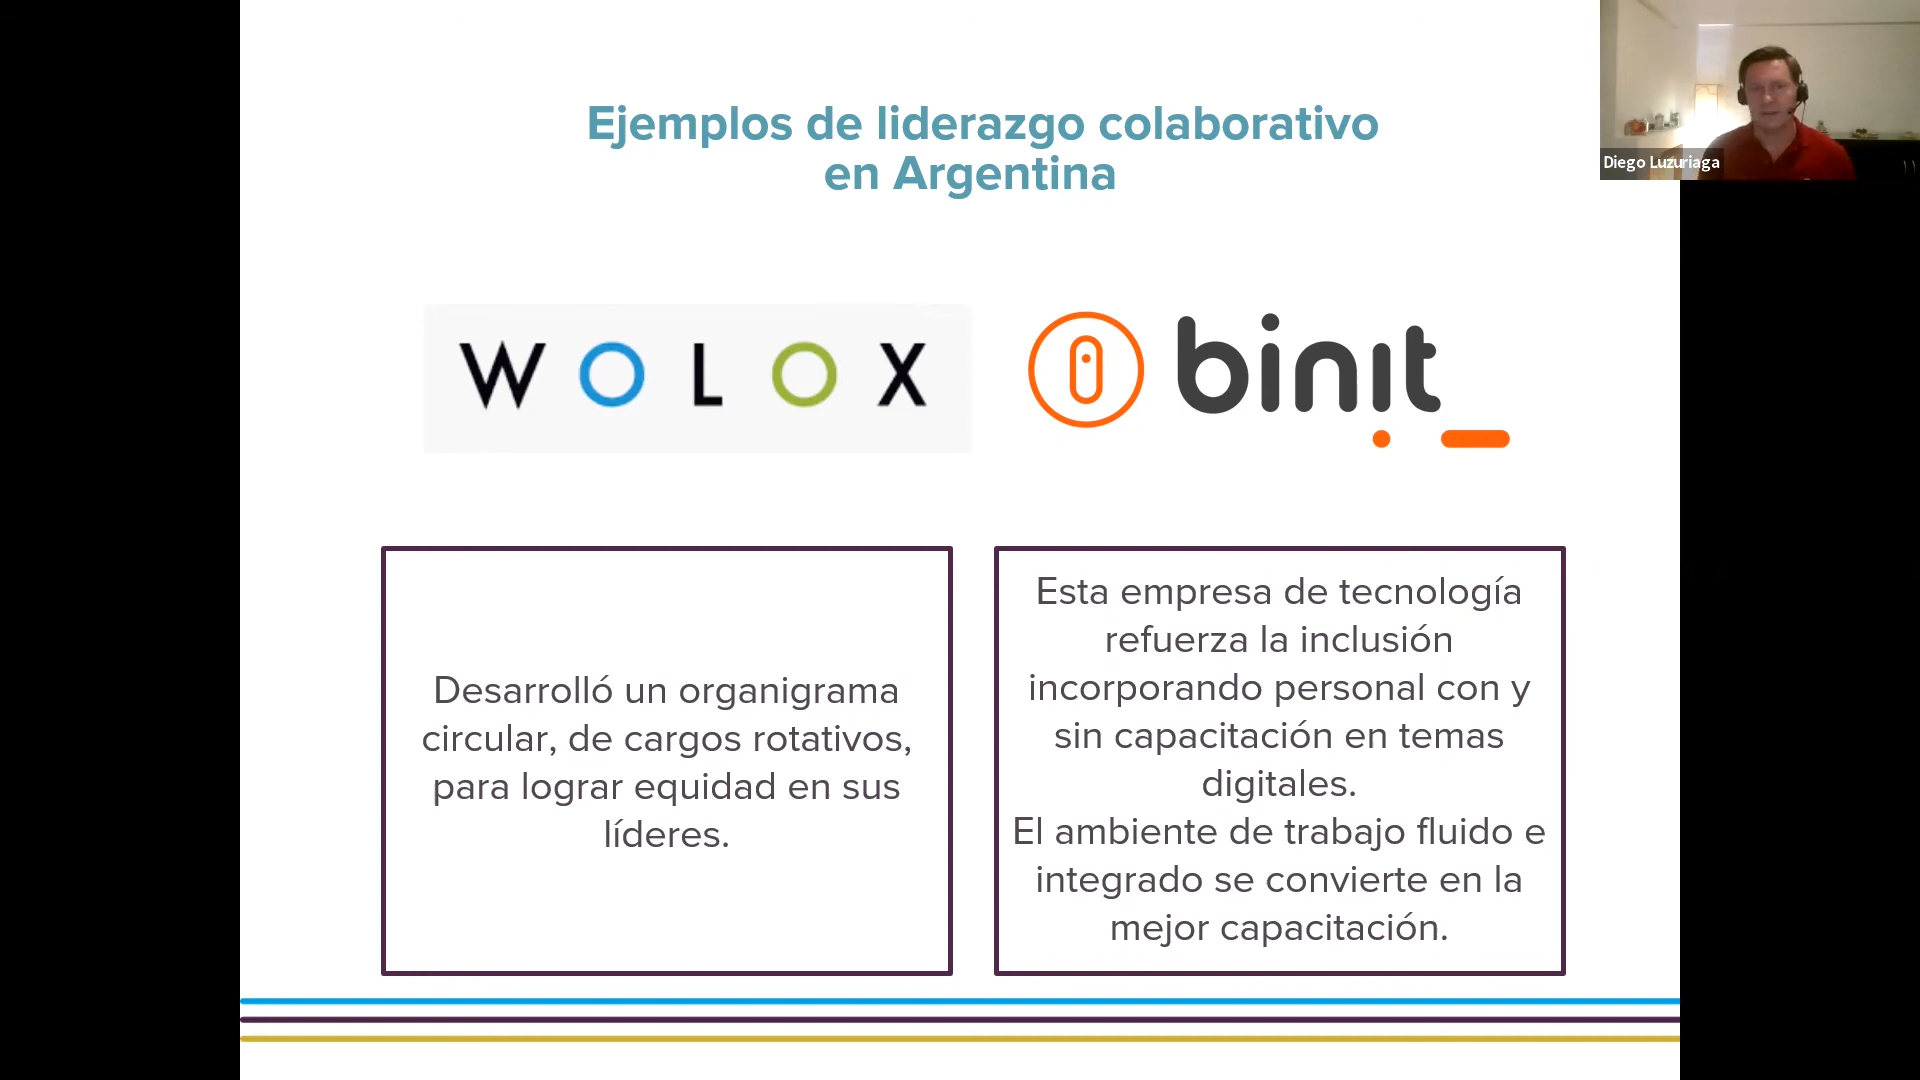 Ejemplos de liderazgo colaborativo
en Argentina
Diego Luzuriaga
WOLOX
binit_
Desarrolló un organigrama
circular, de cargos rotativos,
para lograr equidad en sus
líderes.
Esta empresa de tecnología
refuerza la inclusión
incorporando personal con y
sin capacitación en temas
digitales.
El ambiente de trabajo fluido e
integrado se convierte en la
mejor capacitación.